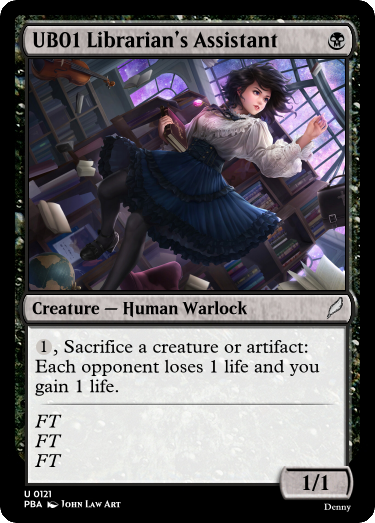 UB01 Librarian's Assistant
Creature — Human Warlock
1, Sacrifice a creature or artifact:
Each opponent loses 1 life and you
gain 1 life.
FT
FT
FT
1/1
U 0121
PBA John Law Art
Denny